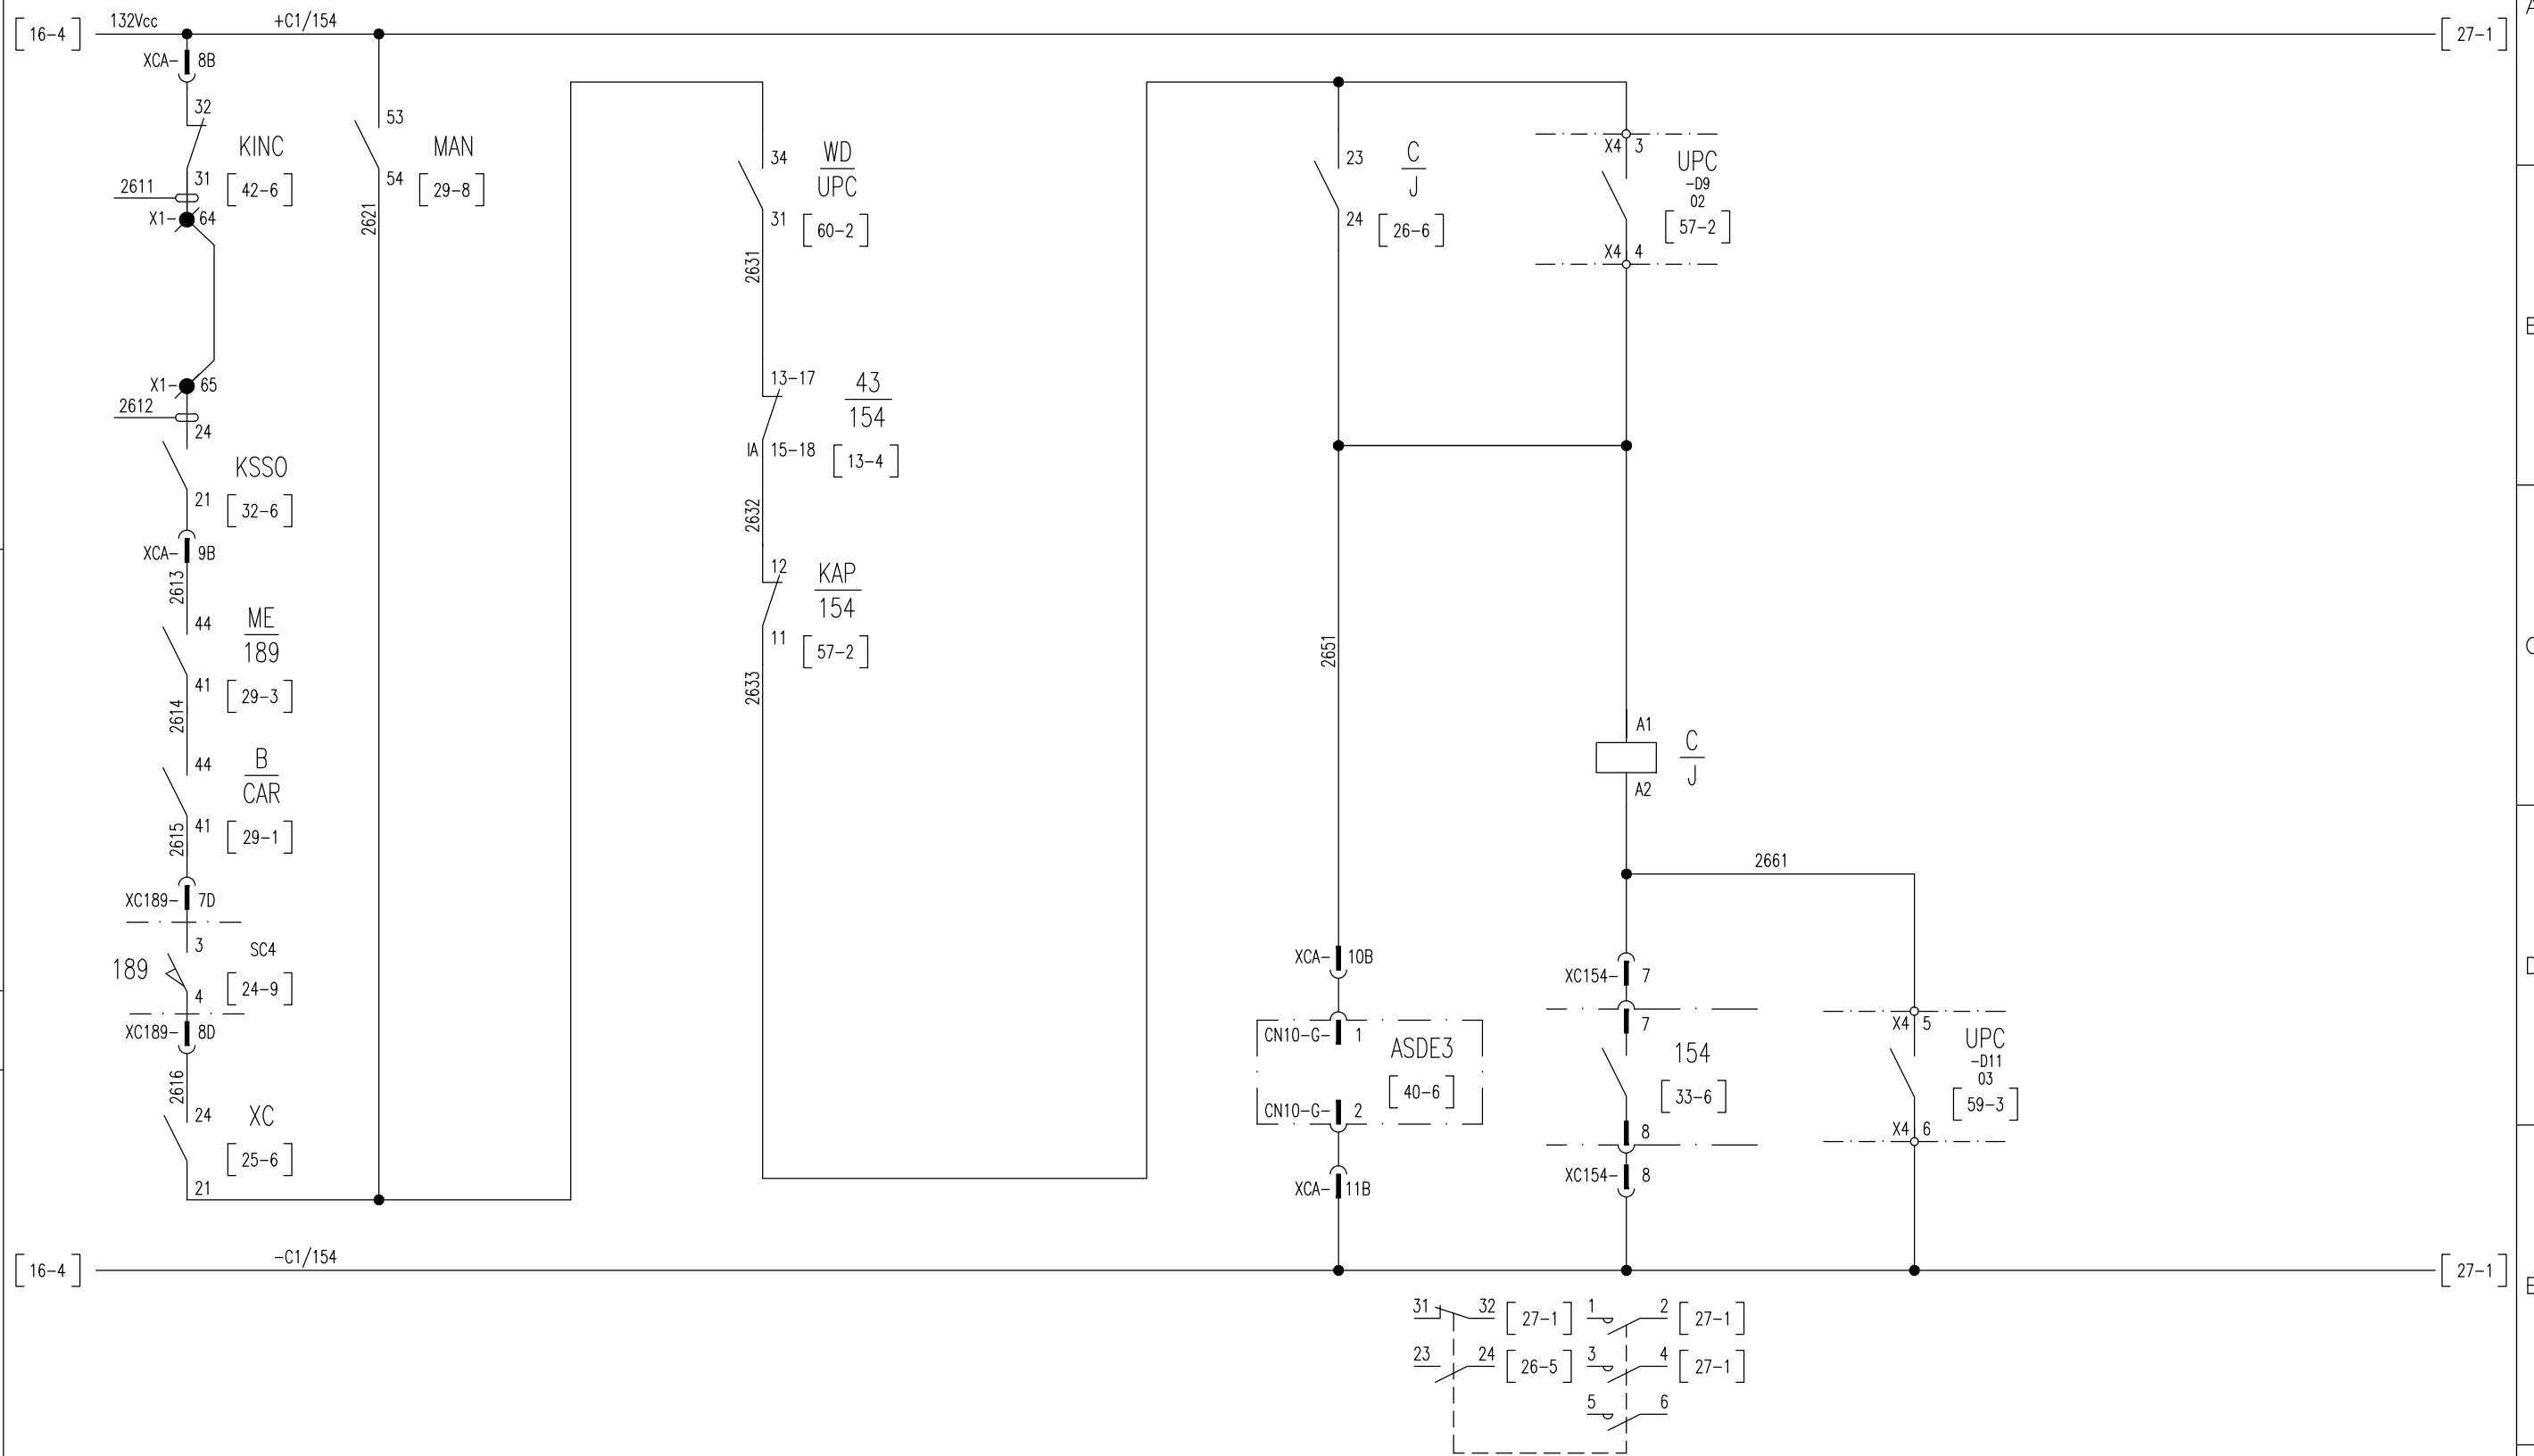 132Vcc
+C1/154
16-4
27-1
XCA-
8B
32
KINC
31
42-6
2611
X1-
64
X1-
65
2612
24
KSSO
21
32-6
XCA-
9B
2613
44
ME
189
41
29-3
2614
44
B
CAR
41
29-1
2615
XC189-
7D
3
SC4
189
4
24-9
XC189-
8D
2616
24
XC
25-6
21
53
MAN
54
29-8
2621
34
WD
UPC
31
60-2
2631
13-17
43
154
IA
15-18
13-4
2632
12
KAP
154
11
57-2
2633
23
C
J
24
26-6
2651
XCA-
10B
CN10-G-
1
ASDE3
40-6
CN10-G-
2
XCA-
11B
X4
3
UPC
-D9
02
57-2
X4
4
A1
C
J
A2
2661
XC154-
7
7
154
33-6
8
XC154-
8
X4
5
UPC
-D11
03
59-3
X4
6
16-4
-C1/154
27-1
31
32
27-1
1
2
27-1
23
24
26-5
3
4
27-1
5
6